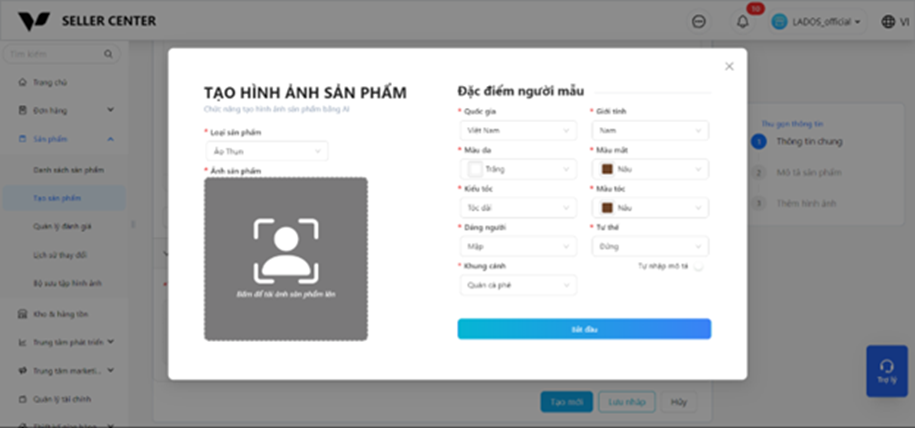 SELLER CENTER
10
LADOS_official
VI
Tìm kiếm
Trang chủ
Đơn hàng
Sản phẩm
Danh sách sản phẩm
Tạo sản phẩm
Quản lý đánh giá
Lịch sử thay đổi
Bộ sưu tập hình ảnh
Kho & hàng tồn
Trung tâm phát triển
Trung tâm marketi...
Quản lý tài chính
TẠO HÌNH ẢNH SẢN PHẨM
Chức năng tạo hình ảnh sản phẩm bằng AI
* Loại sản phẩm
Áo Thun
* Ảnh sản phẩm
Bấm để tải ảnh sản phẩm lên
Đặc điểm người mẫu
* Quốc gia
* Giới tính
Việt Nam
Nam
* Màu da
* Màu mắt
Trắng
Nâu
* Kiểu tóc
* Màu tóc
Tóc dài
Nâu
* Dáng người
* Tư thế
Mập
Đứng
* Khung cảnh
Tự nhập mô tả
Quán cà phê
Bắt đầu
Thu gọn thông tin
1 Thông tin chung
2 Mô tả sản phẩm
3 Thêm hình ảnh
Trợ lý
Tạo mới
Lưu nháp
Hủy